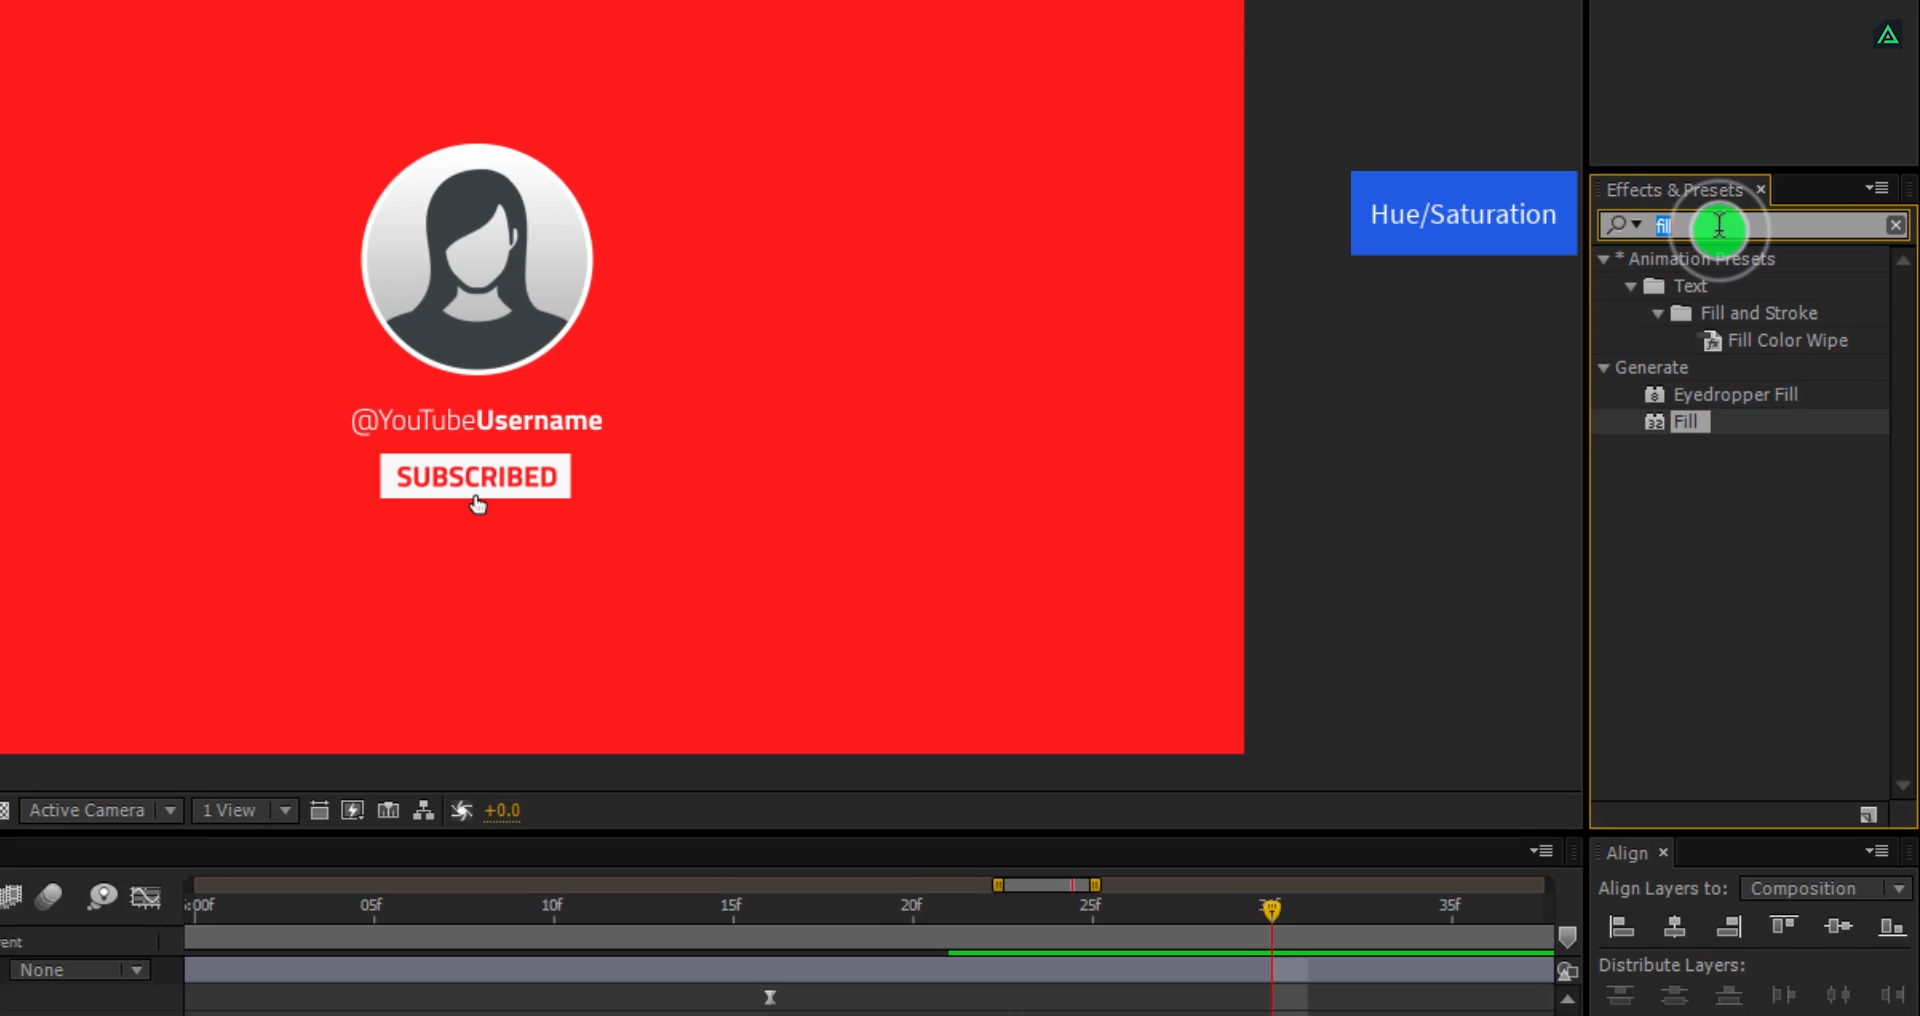 Effects & Presets
Hue/Saturation
fill
* Animation Presets
Text
Fill and Stroke
Fill Color Wipe
Generate
Eyedropper Fill
Fill
@YouTubeUsername
SUBSCRIBED
Active Camera
1 View
+0.0
Align
Align Layers to:
Composition
:00f 05f 10f 15f 20f 25f 35f
None
Distribute Layers: